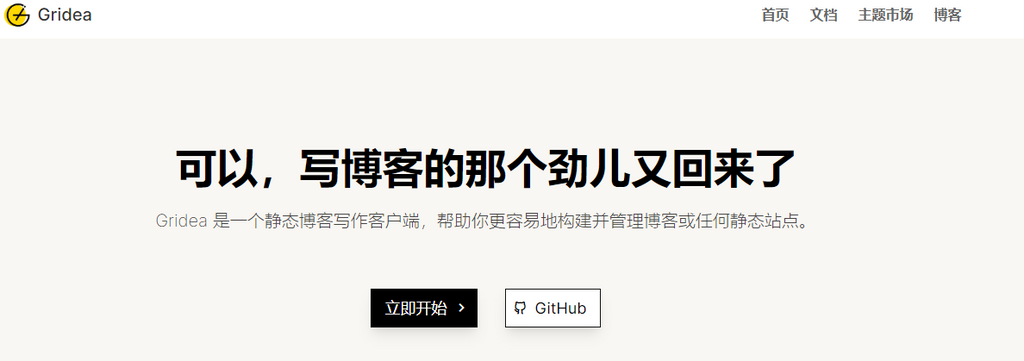 Gridea
首页 文档 主题市场 博客
可以，写博客的那个劲儿又回来了
Gridea 是一个静态博客写作客户端，帮助你更容易地构建并管理博客或任何静态站点。
立即开始
GitHub